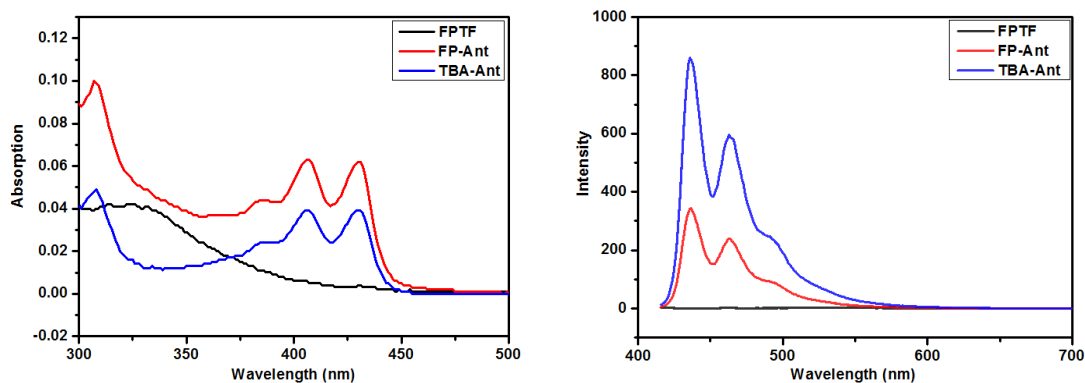 0.12
0.10
0.08
0.06
0.04
0.02
0.00
-0.02
Absorption
300
350
400
450
500
Wavelength (nm)
FPTF
FP-Ant
TBA-Ant
1000
800
600
400
200
0
-100
Intensity
400
500
600
700
Wavelength (nm)
FPTF
FP-Ant
TBA-Ant